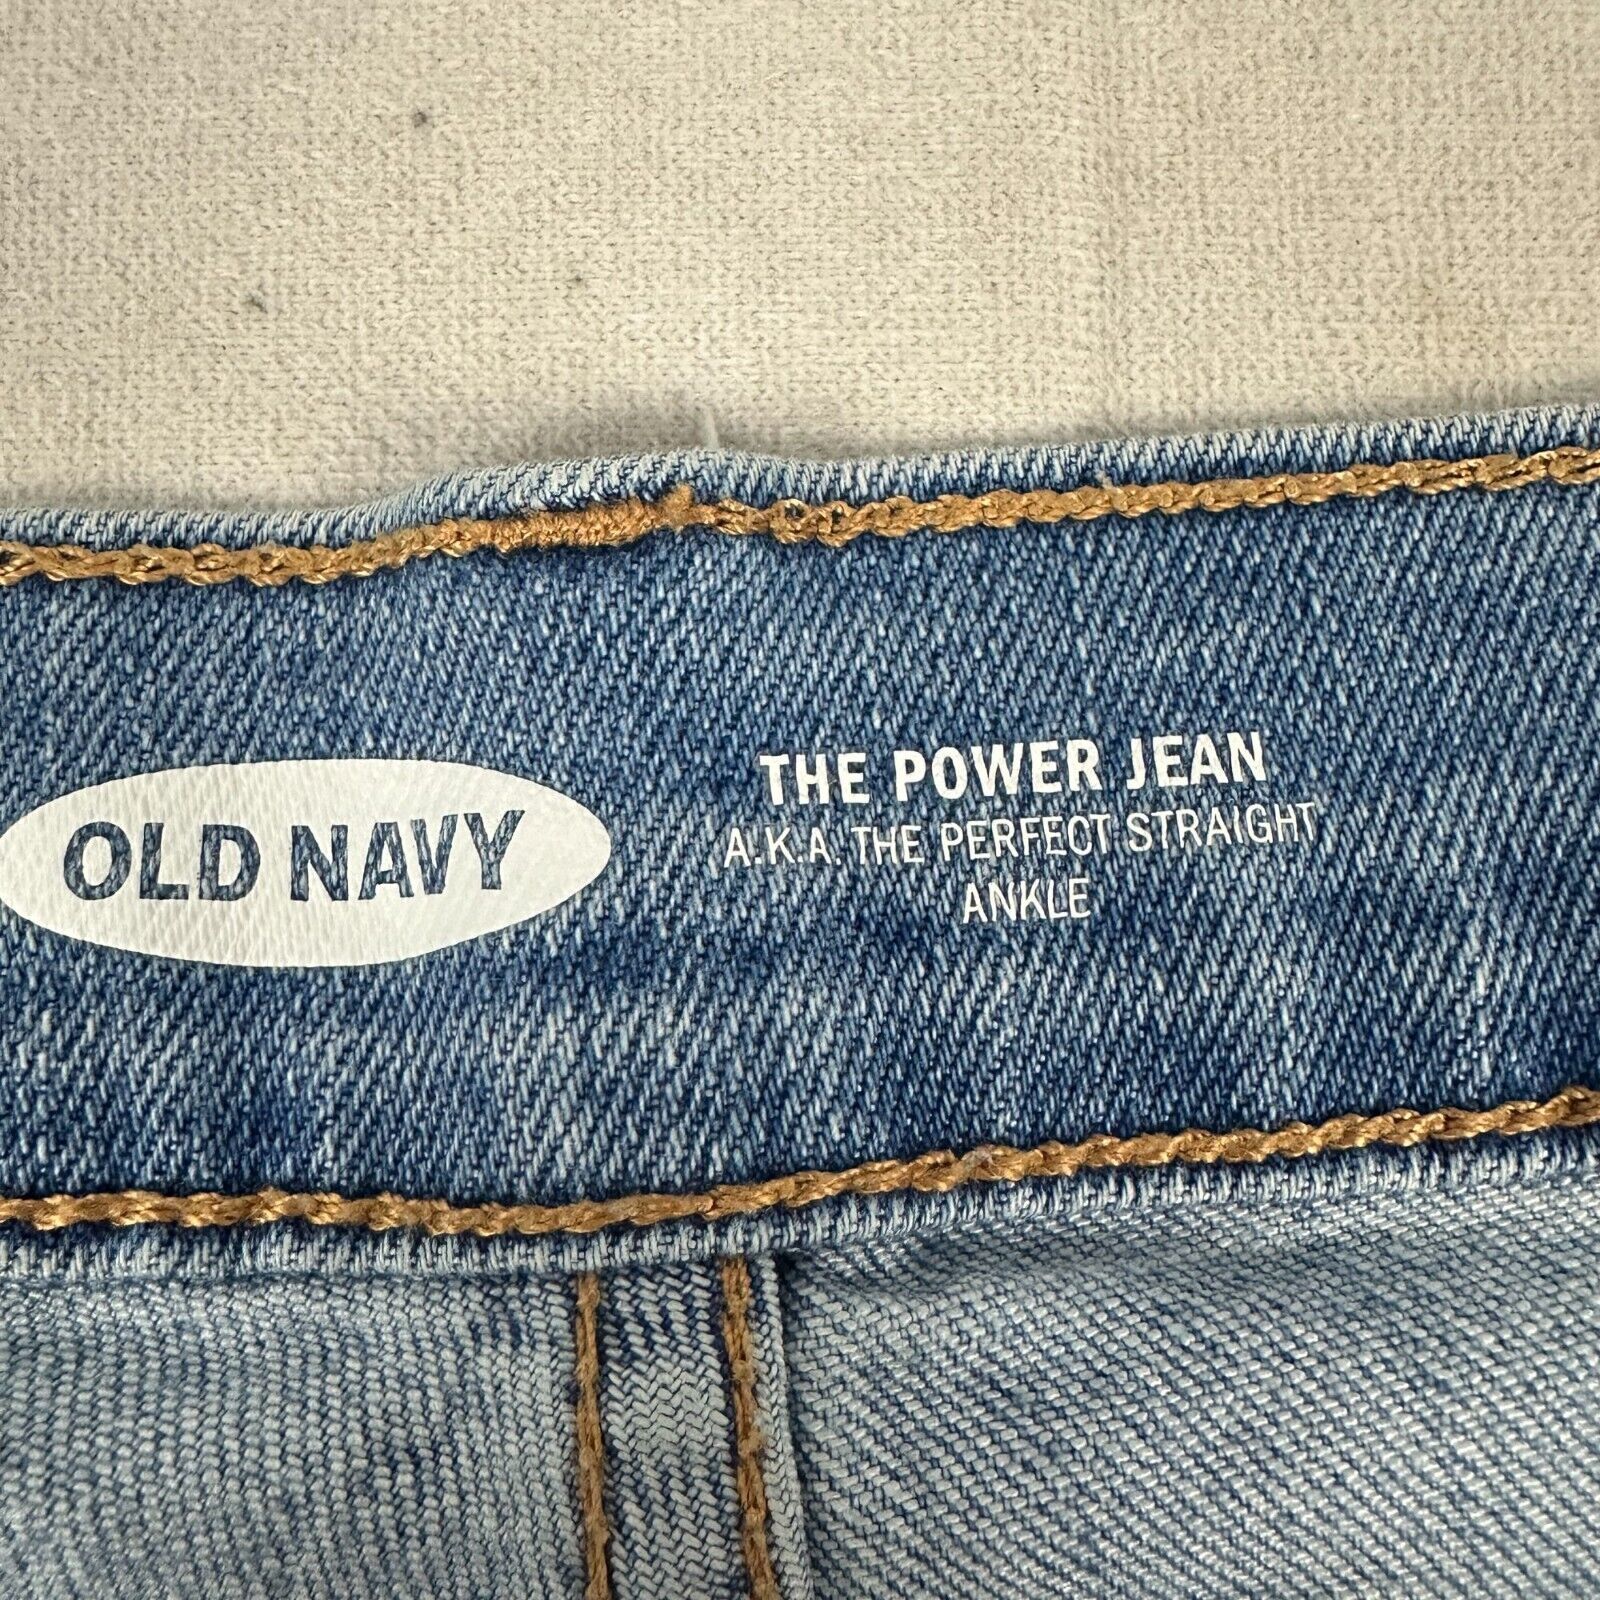 OLD NAVY
THE POWER JEAN
A.K.A. THE PERFECT STRAIGHT
ANKLE